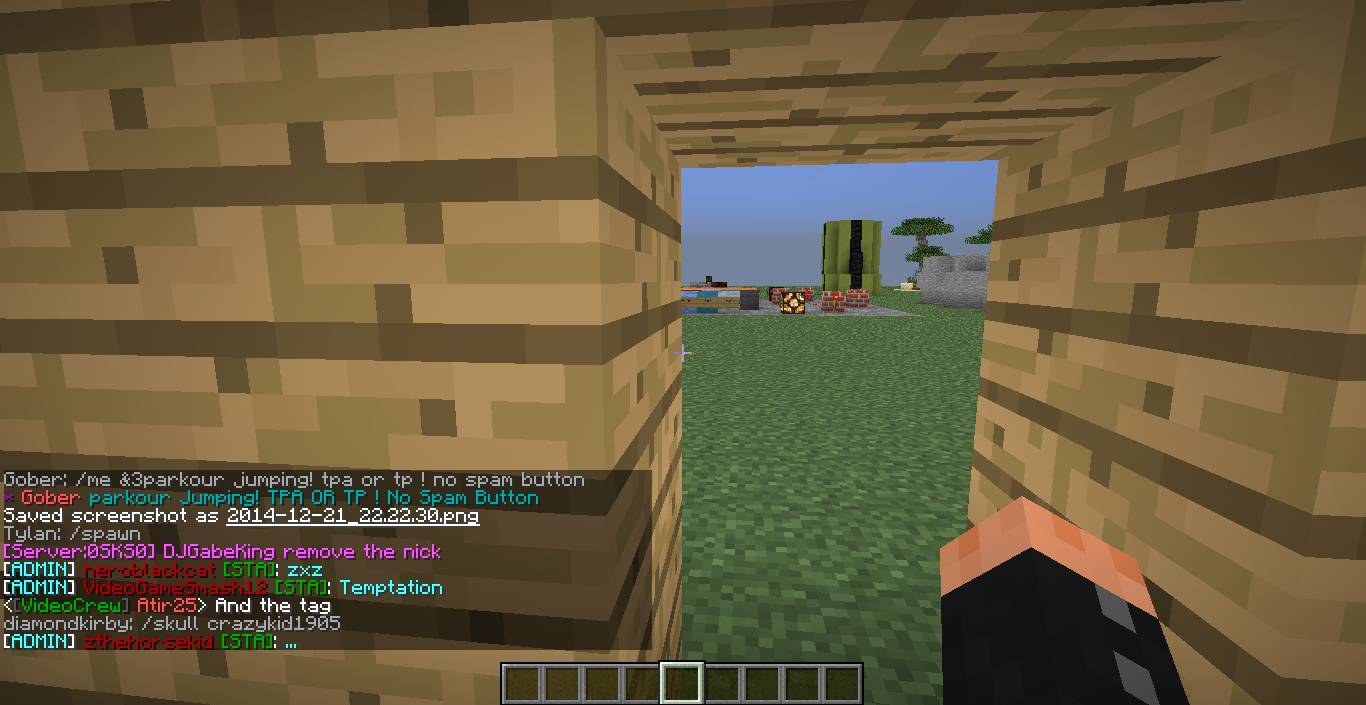 Gober: /me &3parkour jumping! tpa or tp ! no spam button
* Gober parkour Jumping! TPA OR TP ! No Spam Button
Saved screenshot as 2014-12-21_22.22.30.png
Tylan: /spawn
[Server:0SKS0] DJGabeKing remove the nick
[ADMIN] neroblackcat [STA]: zxz
[ADMIN] VideoGameSmash12 [STA]: Temptation
<[VideoCrew] Atir25> And the tag
diamondkirby: /skull crazykid1905
[ADMIN] zthehorsekid [STA]: ...